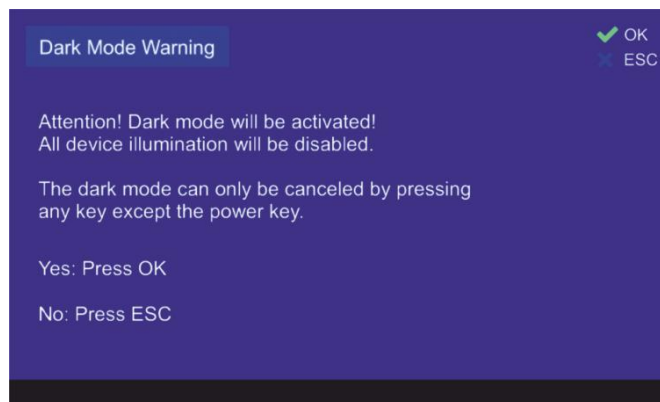 Dark Mode Warning
OK
ESC
Attention! Dark mode will be activated!
All device illumination will be disabled.
The dark mode can only be canceled by pressing
any key except the power key.
Yes: Press OK
No: Press ESC